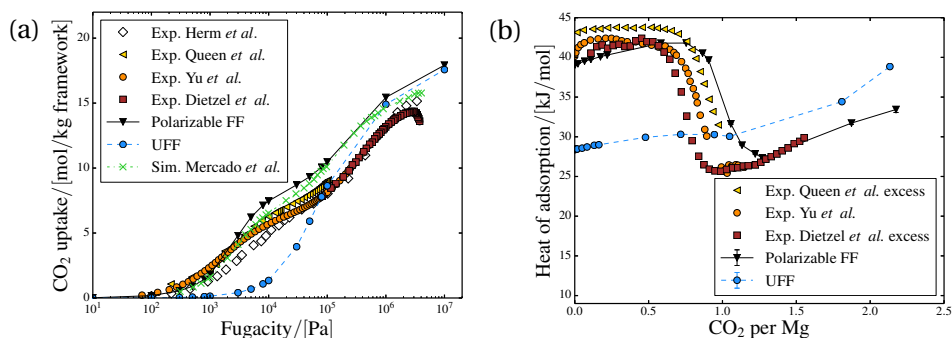 (a)
CO2 uptake/[mol/kg framework]
20
15
10
5
0
Exp. Herm et al.
Exp. Queen et al.
Exp. Yu et al.
Exp. Dietzel et al.
Polarizable FF
UFF
Sim. Mercado et al.
10^1 10^2 10^3 10^4 10^5 10^6 10^7
Fugacity/[Pa]
(b)
Heat of adsorption/[kJ/mol]
45
40
35
30
25
20
15
10
Exp. Queen et al. excess
Exp. Yu et al.
Exp. Dietzel et al. excess
Polarizable FF
UFF
0.0 0.5 1.0 1.5 2.0 2.5
CO2 per Mg